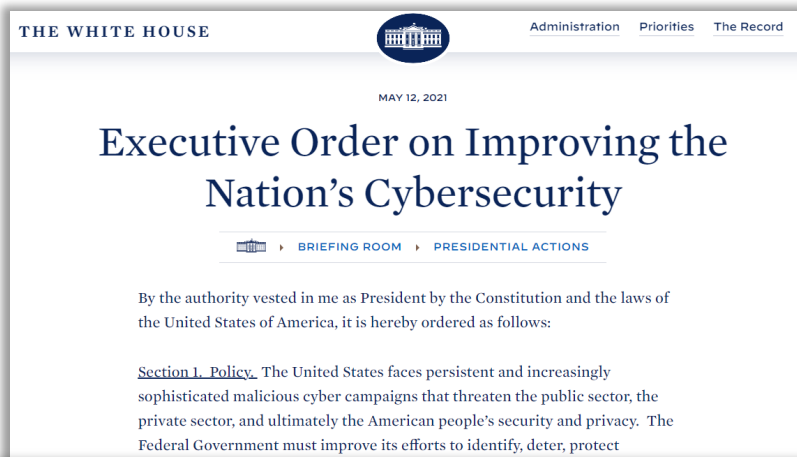 THE WHITE HOUSE
Administration Priorities The Record
MAY 12, 2021
Executive Order on Improving the
Nation’s Cybersecurity
BRIEFING ROOM PRESIDENTIAL ACTIONS
By the authority vested in me as President by the Constitution and the laws of
the United States of America, it is hereby ordered as follows:
Section 1. Policy. The United States faces persistent and increasingly
sophisticated malicious cyber campaigns that threaten the public sector, the
private sector, and ultimately the American people’s security and privacy. The
Federal Government must improve its efforts to identify, deter, protect